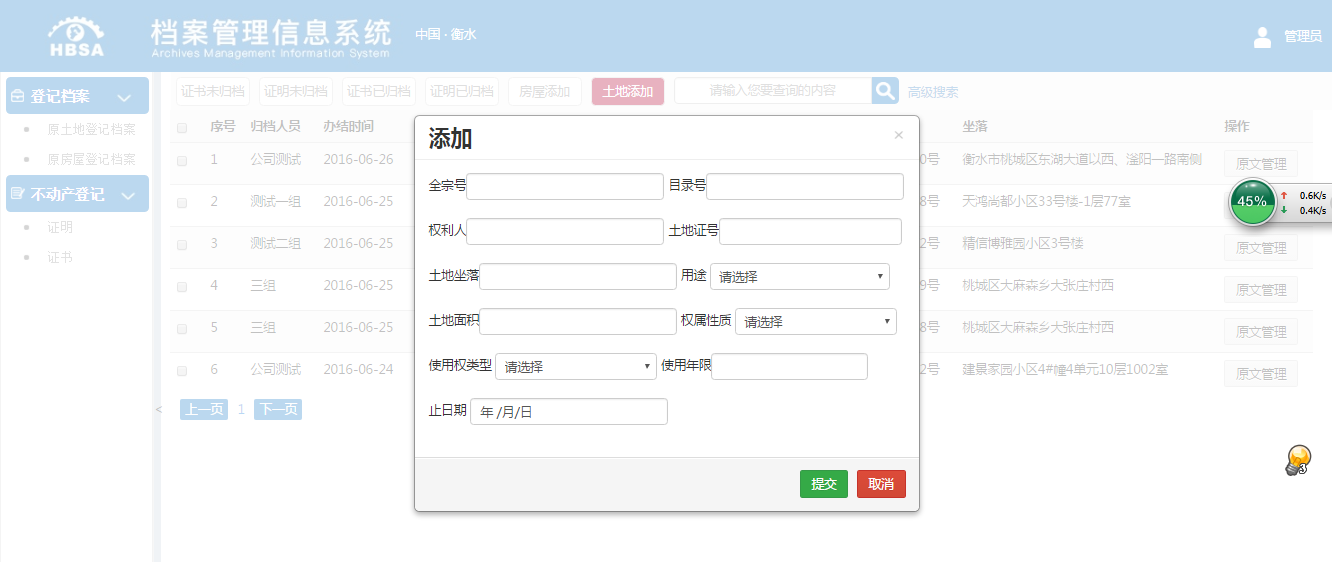 HBSA
档案管理信息系统
Archives Management Information System
中国 · 衡水
管理员
登记档案
原土地登记档案
原房屋登记档案
不动产登记
证明
证书
证书未归档 证明未归档 证书已归档 证明已归档 房屋添加 土地添加 请输入您要查询的内容 高级搜索
序号 归档人员 办结时间 坐落 操作
1 公司测试 2016-06-26 0号 衡水市桃城区东湖大道以西、滏阳一路南侧 原文管理
2 测试一组 2016-06-25 8号 天鸿尚都小区33号楼-1层77室
3 测试二组 2016-06-25 2号 精信博雅园小区3号楼 原文管理
4 三组 2016-06-25 9号 桃城区大麻森乡大张庄村西 原文管理
5 三组 2016-06-25 8号 桃城区大麻森乡大张庄村西 原文管理
6 公司测试 2016-06-24 2号 建景家园小区4#幢4单元10层1002室 原文管理
< 上一页 1 下一页
添加 ×
全宗号 目录号
权利人 土地证号
土地坐落 用途 请选择
土地面积 权属性质 请选择
使用权类型 请选择 使用年限
止日期 年 /月/日
提交 取消
45% 0.6K/s
0.4K/s
3